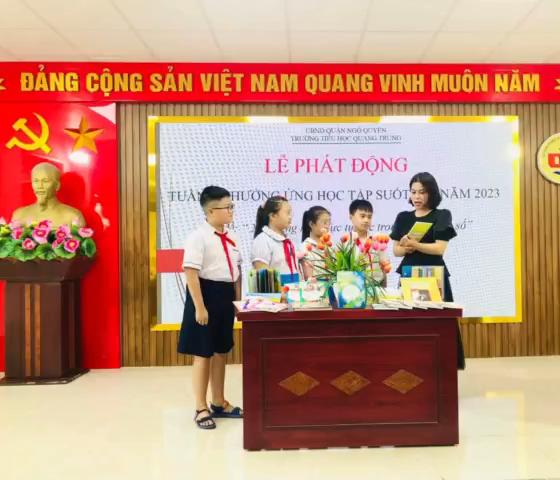 ĐẢNG CỘNG SẢN VIỆT NAM QUANG VINH MUÔN NĂM
UBND QUẬN NGÔ QUYỀN
TRƯỜNG TIỂU HỌC QUANG TRUNG
LỄ PHÁT ĐỘNG
HƯỞNG ỨNG HỌC TẬP SUỐT NĂM 2023
số"